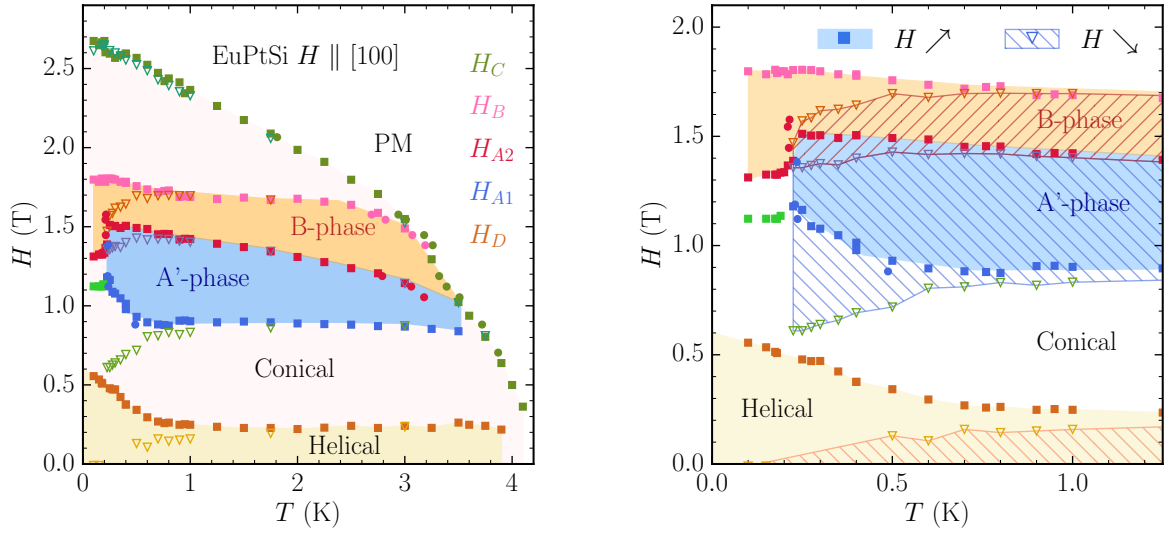 EuPtSi H ∥ [100]
H_C
H_B
H_A2
H_A1
H_D
PM
B-phase
A'-phase
Conical
Helical
3.0
2.5
2.0
1.5
1.0
0.5
0.0
H (T)
0 1 2 3 4
T (K)
H ↗ H ↘
B-phase
A'-phase
Conical
Helical
2.0
1.5
1.0
0.5
0.0
H (T)
0.0 0.5 1.0
T (K)